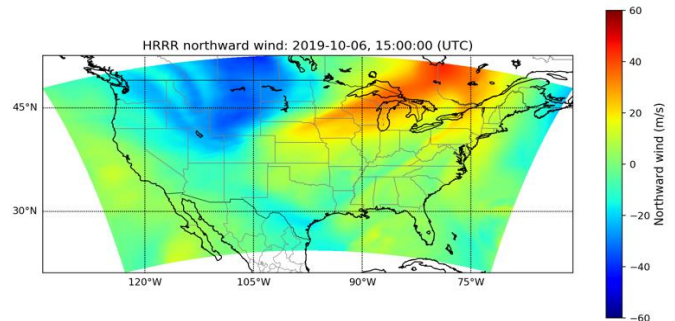 HRRR northward wind: 2019-10-06, 15:00:00 (UTC)
45°N
30°N
120°W
105°W
90°W
75°W
60
40
20
0
−20
−40
−60
Northward wind (m/s)